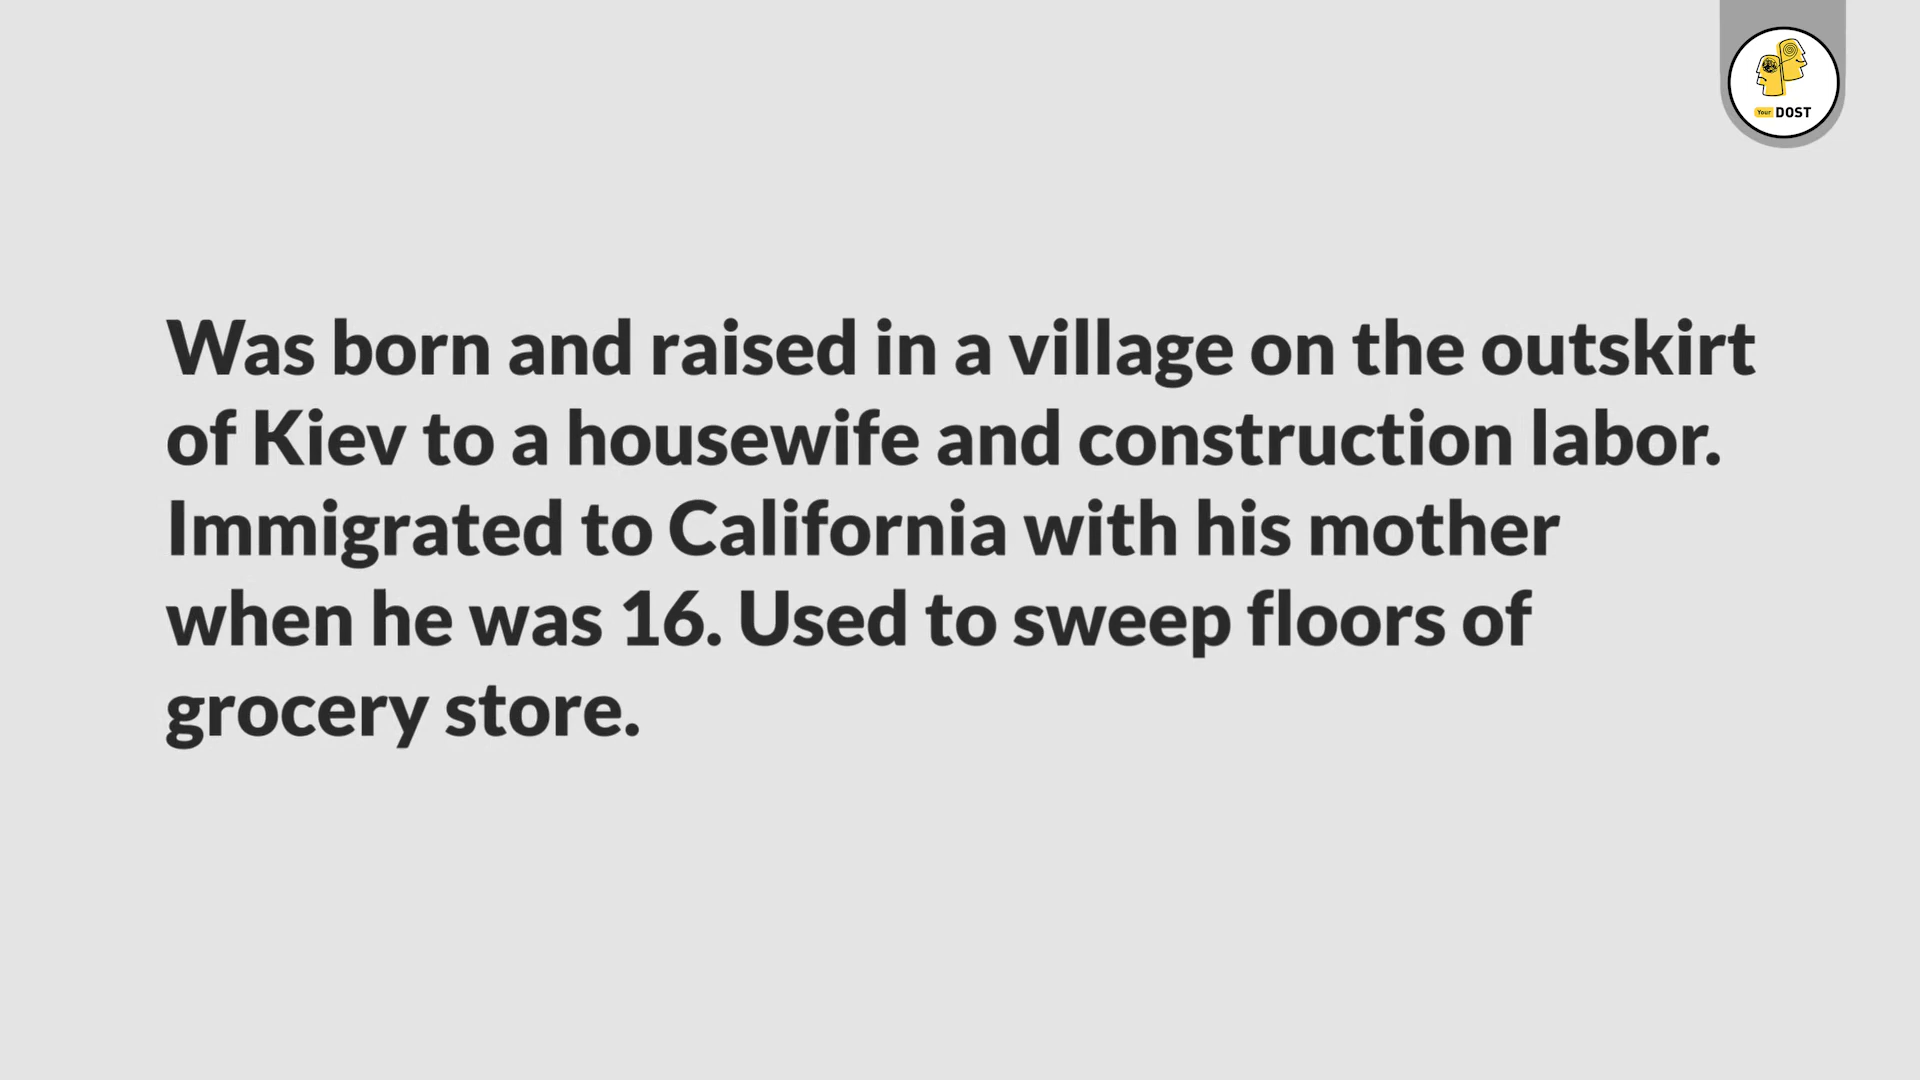 Your DOST
Was born and raised in a village on the outskirt
of Kiev to a housewife and construction labor.
Immigrated to California with his mother
when he was 16. Used to sweep floors of
grocery store.